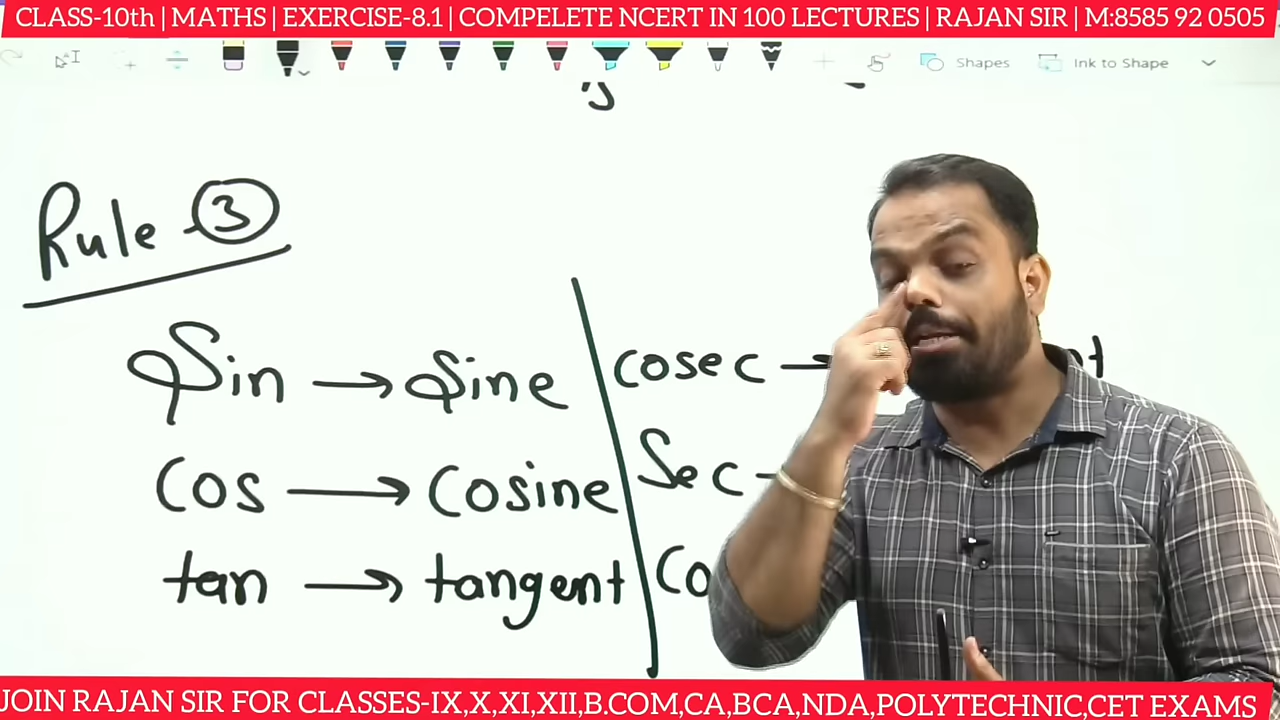 CLASS-10th | MATHS | EXERCISE-8.1 | COMPELETE NCERT IN 100 LECTURES | RAJAN SIR | M:8585 92 0505
Shapes
Ink to Shape
Rule 3
Sin → Sine
cosec →
Cos → Cosine
Sec
tan → tangent
Co
JOIN RAJAN SIR FOR CLASSES-IX,X,XI,XII,B.COM,CA,BCA,NDA,POLYTECHNIC,CET EXAMS